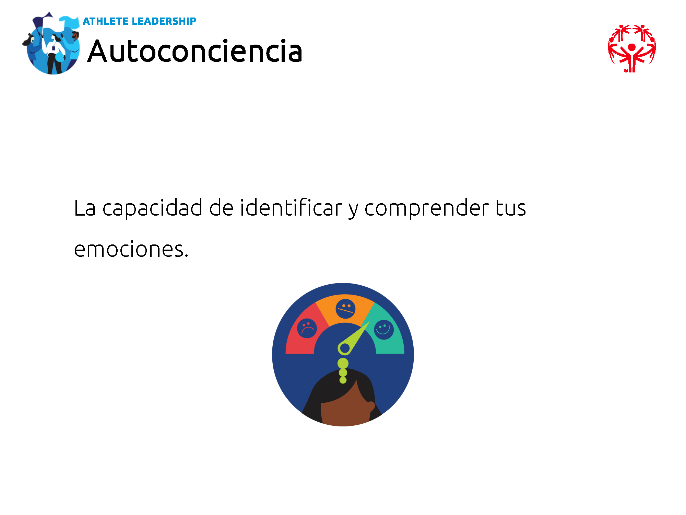 ATHLETE LEADERSHIP
Autoconciencia
La capacidad de identificar y comprender tus
emociones.